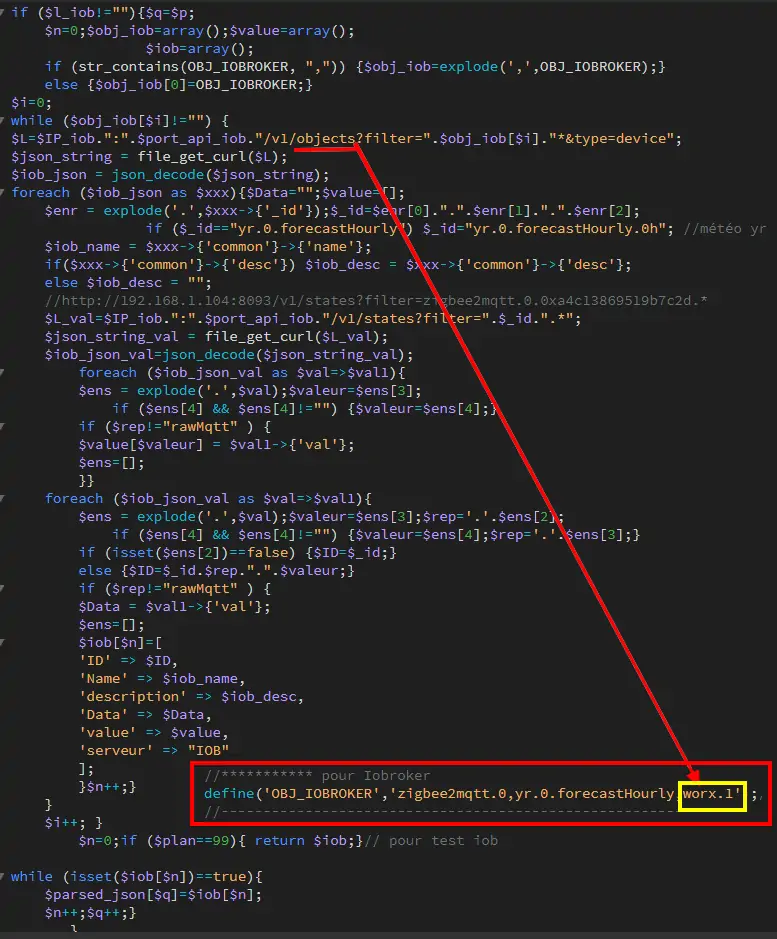 if ($l_iob!=""){$q=$p;
$n=0;$obj_iob=array();$value=array();
$iob=array();
if (str_contains(OBJ_IOBROKER, ",")) {$obj_iob=explode(',',OBJ_IOBROKER);}
else {$obj_iob[0]=OBJ_IOBROKER;}
$i=0;
while ($obj_iob[$i]!="") {
$L=$IP_iob.":".$port_api_iob."/v1/objects?filter=".$obj_iob[$i]."*&type=device";
$json_string = file_get_curl($L);
$iob_json = json_decode($json_string);
foreach ($iob_json as $xxx){$Data="";$value=[];
$enr = explode('.',$xxx->{'_id'});$_id=$enr[0].".".$enr[1].".".$enr[2];
if ($_id=="yr.0.forecastHourly") $_id="yr.0.forecastHourly.0h"; //météo yr
$iob_name = $xxx->{'common'}->{'name'};
if($xxx->{'common'}->{'desc'}) $iob_desc = $xxx->{'common'}->{'desc'};
else $iob_desc = "";
//http://192.168.1.104:8093/v1/states?filter=zigbee2mqtt.0.0xa4c13869519b7c2d.*
$L_val=$IP_iob.":".$port_api_iob."/v1/states?filter=".$_id.".*";
$json_string_val = file_get_curl($L_val);
$iob_json_val=json_decode($json_string_val);
foreach ($iob_json_val as $val=>$val1){
$ens = explode('.',$val);$valeur=$ens[3];
if ($ens[4] && $ens[4]!="") {$valeur=$ens[4];}
if ($rep!="rawMqtt" ) {
$value[$valeur] = $val1->{'val'};
$ens=[];
}}
foreach ($iob_json_val as $val=>$val1){
$ens = explode('.',$val);$valeur=$ens[3];$rep='.'.$ens[2];
if ($ens[4] && $ens[4]!="") {$valeur=$ens[4];$rep='.'.$ens[3];}
if (isset($ens[2])==false) {$ID=$_id;}
else {$ID=$_id.$rep.".".$valeur;}
if ($rep!="rawMqtt" ) {
$Data = $val1->{'val'};
$ens=[];
$iob[$n]=[
'ID' => $ID,
'Name' => $iob_name,
'description' => $iob_desc,
'Data' => $Data,
'value' => $value,
'serveur' => "IOB"
];
}$n++;}
}
$i++; }
//*********** pour Iobroker
define('OBJ_IOBROKER','zigbee2mqtt.0,yr.0.forecastHourly,worx.1');
//-------------------------------------------------------
$n=0;if ($plan==99){ return $iob;}// pour test iob
while (isset($iob[$n])==true){
$parsed_json[$q]=$iob[$n];
$n++;$q++;}
}